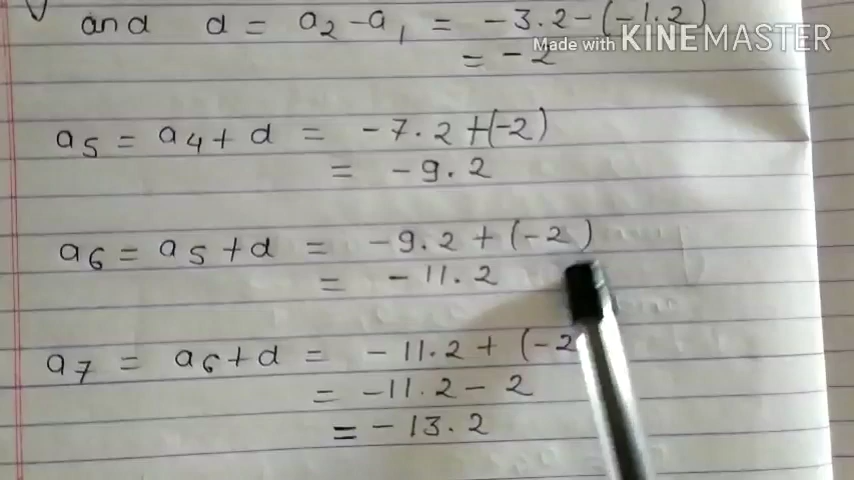 and d = a₂ - a₁ = -3.2 - (-1.2)
Made with KINEMASTER
= -2
a₅ = a₄ + d = -7.2 + (-2)
= -9.2
a₆ = a₅ + d = -9.2 + (-2)
= -11.2
a₇ = a₆ + d = -11.2 + (-2
= -11.2 - 2
= -13.2